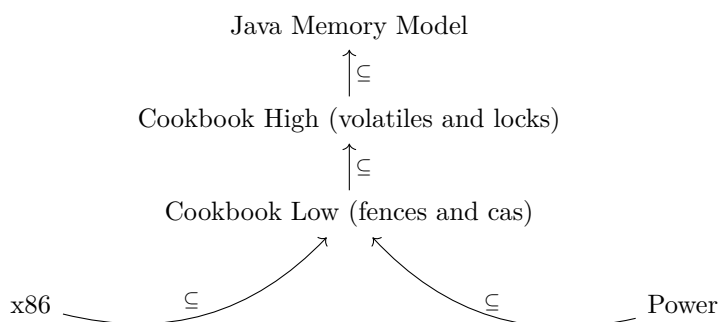 Java Memory Model
⊆
Cookbook High (volatiles and locks)
⊆
Cookbook Low (fences and cas)
x86 ⊆ ⊆ Power